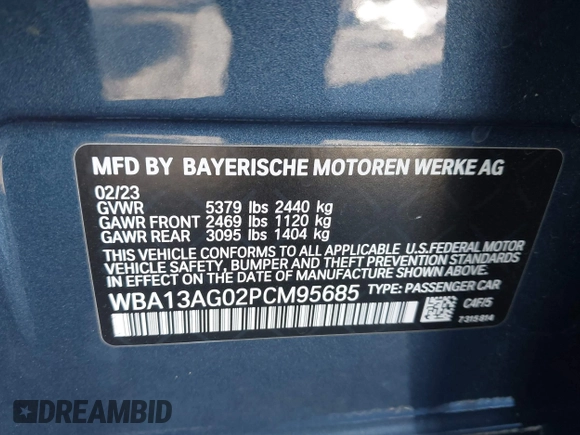 MFD BY BAYERISCHE MOTOREN WERKE AG
02/23
GVWR 5379 lbs 2440 kg
GAWR FRONT 2469 lbs 1120 kg
GAWR REAR 3095 lbs 1404 kg
THIS VEHICLE CONFORMS TO ALL APPLICABLE U.S.FEDERAL MOTOR
VEHICLE SAFETY, BUMPER AND THEFT PREVENTION STANDARDS
IN EFFECT ON THE DATE OF MANUFACTURE SHOWN ABOVE.
WBA13AG02PCM95685 TYPE: PASSENGER CAR
C4F/5
7315814
DREAMBID